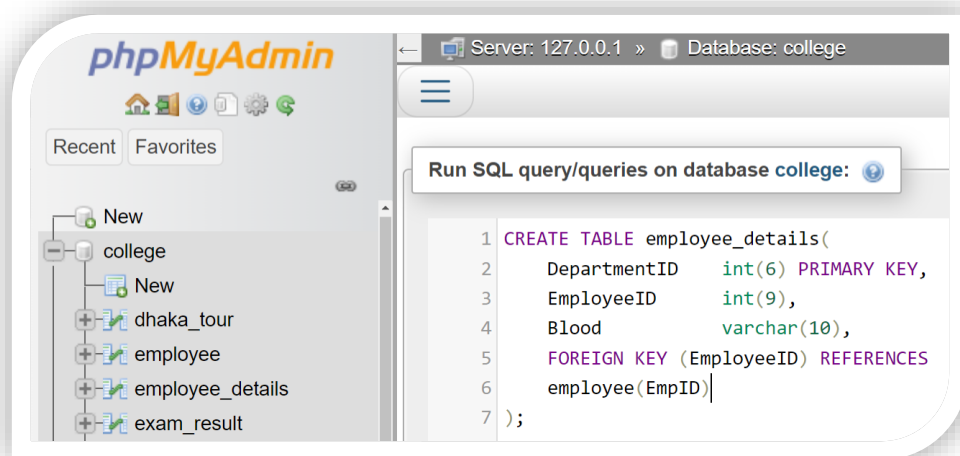 phpMyAdmin
Recent Favorites
New
college
New
dhaka_tour
employee
employee_details
exam_result
← Server: 127.0.0.1 » Database: college
Run SQL query/queries on database college:
1 CREATE TABLE employee_details(
2 DepartmentID int(6) PRIMARY KEY,
3 EmployeeID int(9),
4 Blood varchar(10),
5 FOREIGN KEY (EmployeeID) REFERENCES
6 employee(EmpID)
7 );